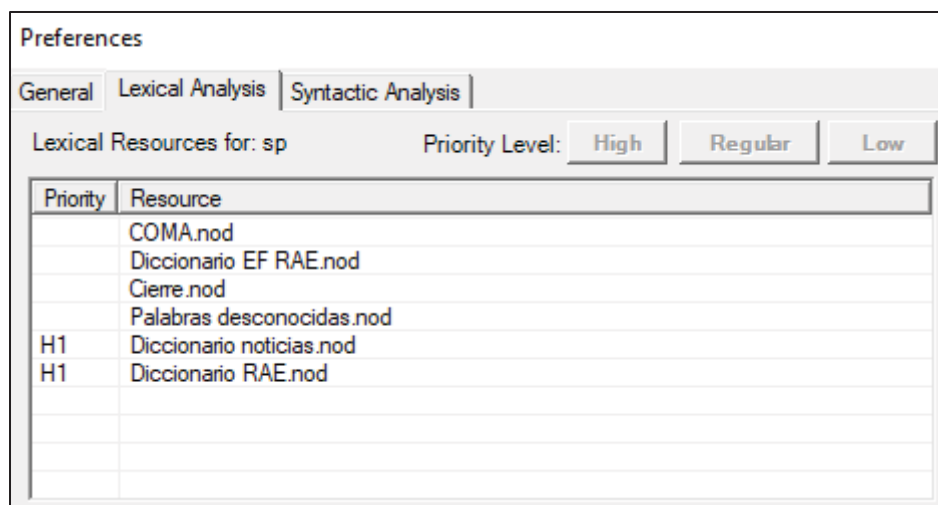 Preferences
General Lexical Analysis Syntactic Analysis
Lexical Resources for: sp Priority Level: High Regular Low
Priority Resource
COMA.nod
Diccionario EF RAE.nod
Cierre.nod
Palabras desconocidas.nod
H1 Diccionario noticias.nod
H1 Diccionario RAE.nod